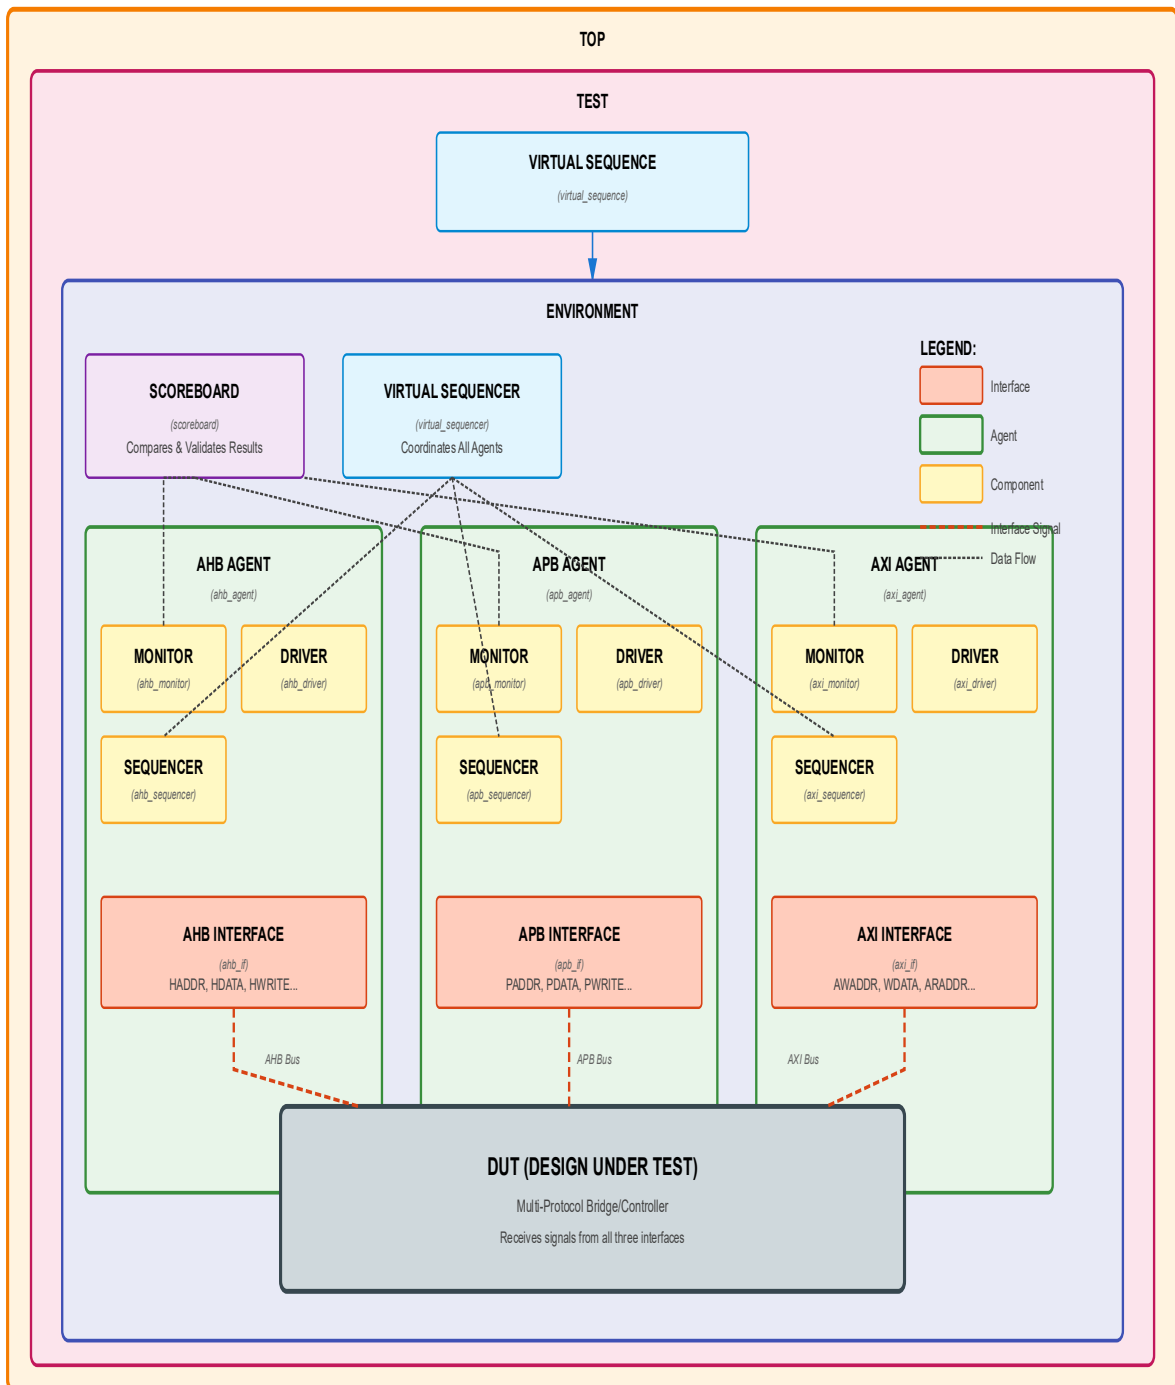 TOP
TEST
VIRTUAL SEQUENCE
(virtual_sequence)
ENVIRONMENT
SCOREBOARD
(scoreboard)
Compares & Validates Results
VIRTUAL SEQUENCER
(virtual_sequencer)
Coordinates All Agents
LEGEND:
Interface
Agent
Component
Interface Signal
Data Flow
AHB AGENT
(ahb_agent)
MONITOR
(ahb_monitor)
DRIVER
(ahb_driver)
SEQUENCER
(ahb_sequencer)
AHB INTERFACE
(ahb_if)
HADDR, HDATA, HWRITE...
AHB Bus
APB AGENT
(apb_agent)
MONITOR
(apb_monitor)
DRIVER
(apb_driver)
SEQUENCER
(apb_sequencer)
APB INTERFACE
(apb_if)
PADDR, PDATA, PWRITE...
APB Bus
AXI AGENT
(axi_agent)
MONITOR
(axi_monitor)
DRIVER
(axi_driver)
SEQUENCER
(axi_sequencer)
AXI INTERFACE
(axi_if)
AWADDR, WDATA, ARADDR...
AXI Bus
DUT (DESIGN UNDER TEST)
Multi-Protocol Bridge/Controller
Receives signals from all three interfaces